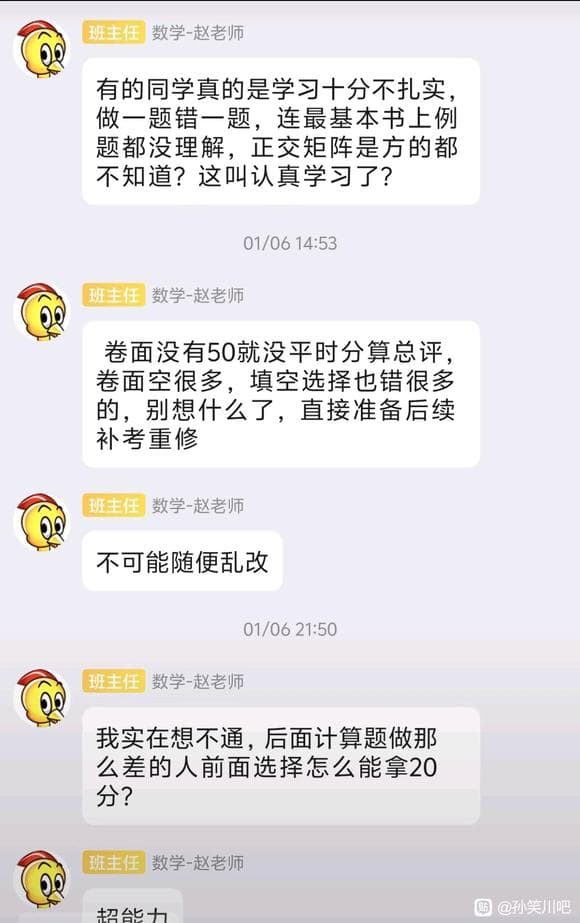 班主任 数学-赵老师
有的同学真的是学习十分不扎实，
做一题错一题，连最基本书上例
题都没理解，正交矩阵是方的都
不知道？这叫认真学习了？
01/06 14:53
班主任 数学-赵老师
卷面没有50就没平时分算总评，
卷面空很多，填空选择也错很多
的，别想什么了，直接准备后续
补考重修
班主任 数学-赵老师
不可能随便乱改
01/06 21:50
班主任 数学-赵老师
我实在想不通，后面计算题做那
么差的人前面选择怎么能拿20
分？
班主任 数学-赵老师
超能力
贴 @孙笑川吧